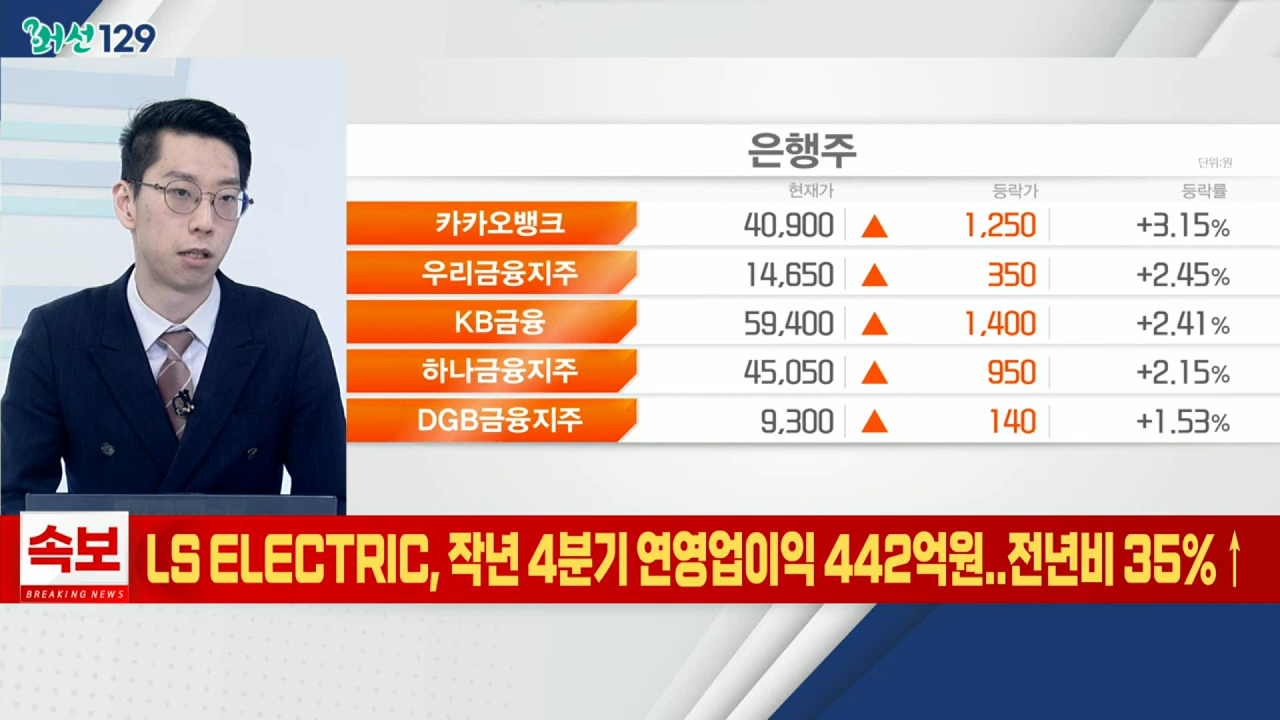 머선129
은행주
단위:원
현재가 등락가 등락률
카카오뱅크 40,900 ▲ 1,250 +3.15%
우리금융지주 14,650 ▲ 350 +2.45%
KB금융 59,400 ▲ 1,400 +2.41%
하나금융지주 45,050 ▲ 950 +2.15%
DGB금융지주 9,300 ▲ 140 +1.53%
속보
BREAKING NEWS
LS ELECTRIC, 작년 4분기 연영업이익 442억원..전년비 35%↑